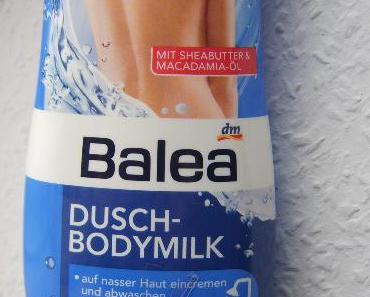 MIT SHEABUTTER &
MACADAMIA-ÖL
dm
Balea
DUSCH-
BODYMILK
• auf nasser Haut eincremen
und abwaschen